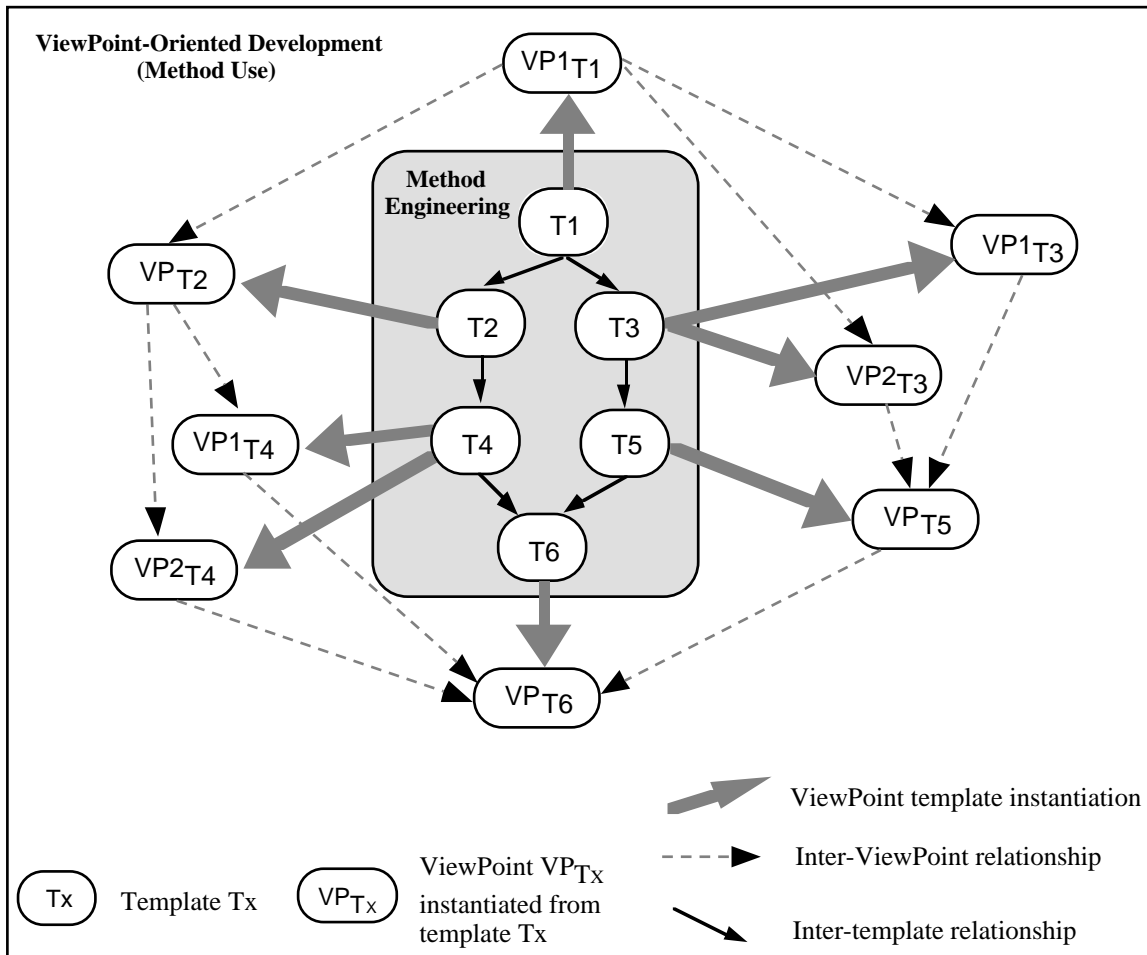 ViewPoint-Oriented Development
(Method Use)
VP1T1
Method
Engineering
T1
VP1T3
VPT2
T2
T3
VP2T3
VP1T4
T4
T5
VPT5
T6
VP2T4
VPT6
ViewPoint template instantiation
Inter-ViewPoint relationship
Tx
Template Tx
VPTx
ViewPoint VPTx
instantiated from
template Tx
Inter-template relationship